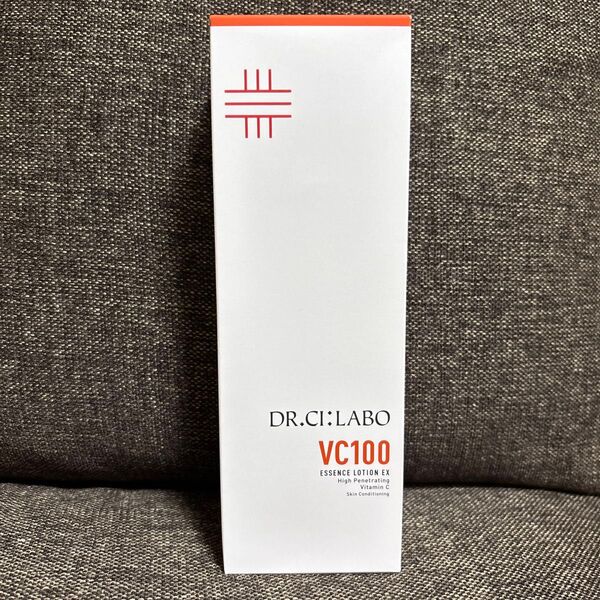 DR.CI:LABO
VC100
ESSENCE LOTION EX
High Penetrating
Vitamin C
Skin Conditioning